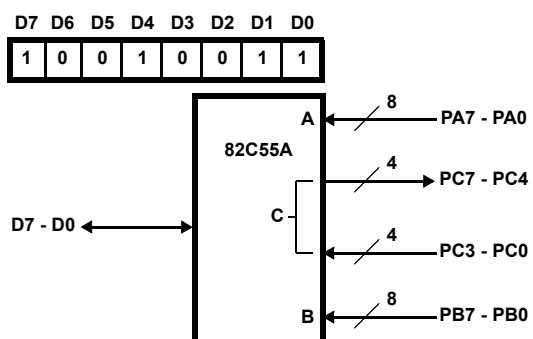 D7 D6 D5 D4 D3 D2 D1 D0
1 0 0 1 0 0 1 1
82C55A
A
8
PA7 - PA0
4
PC7 - PC4
C
D7 - D0
4
PC3 - PC0
B
8
PB7 - PB0